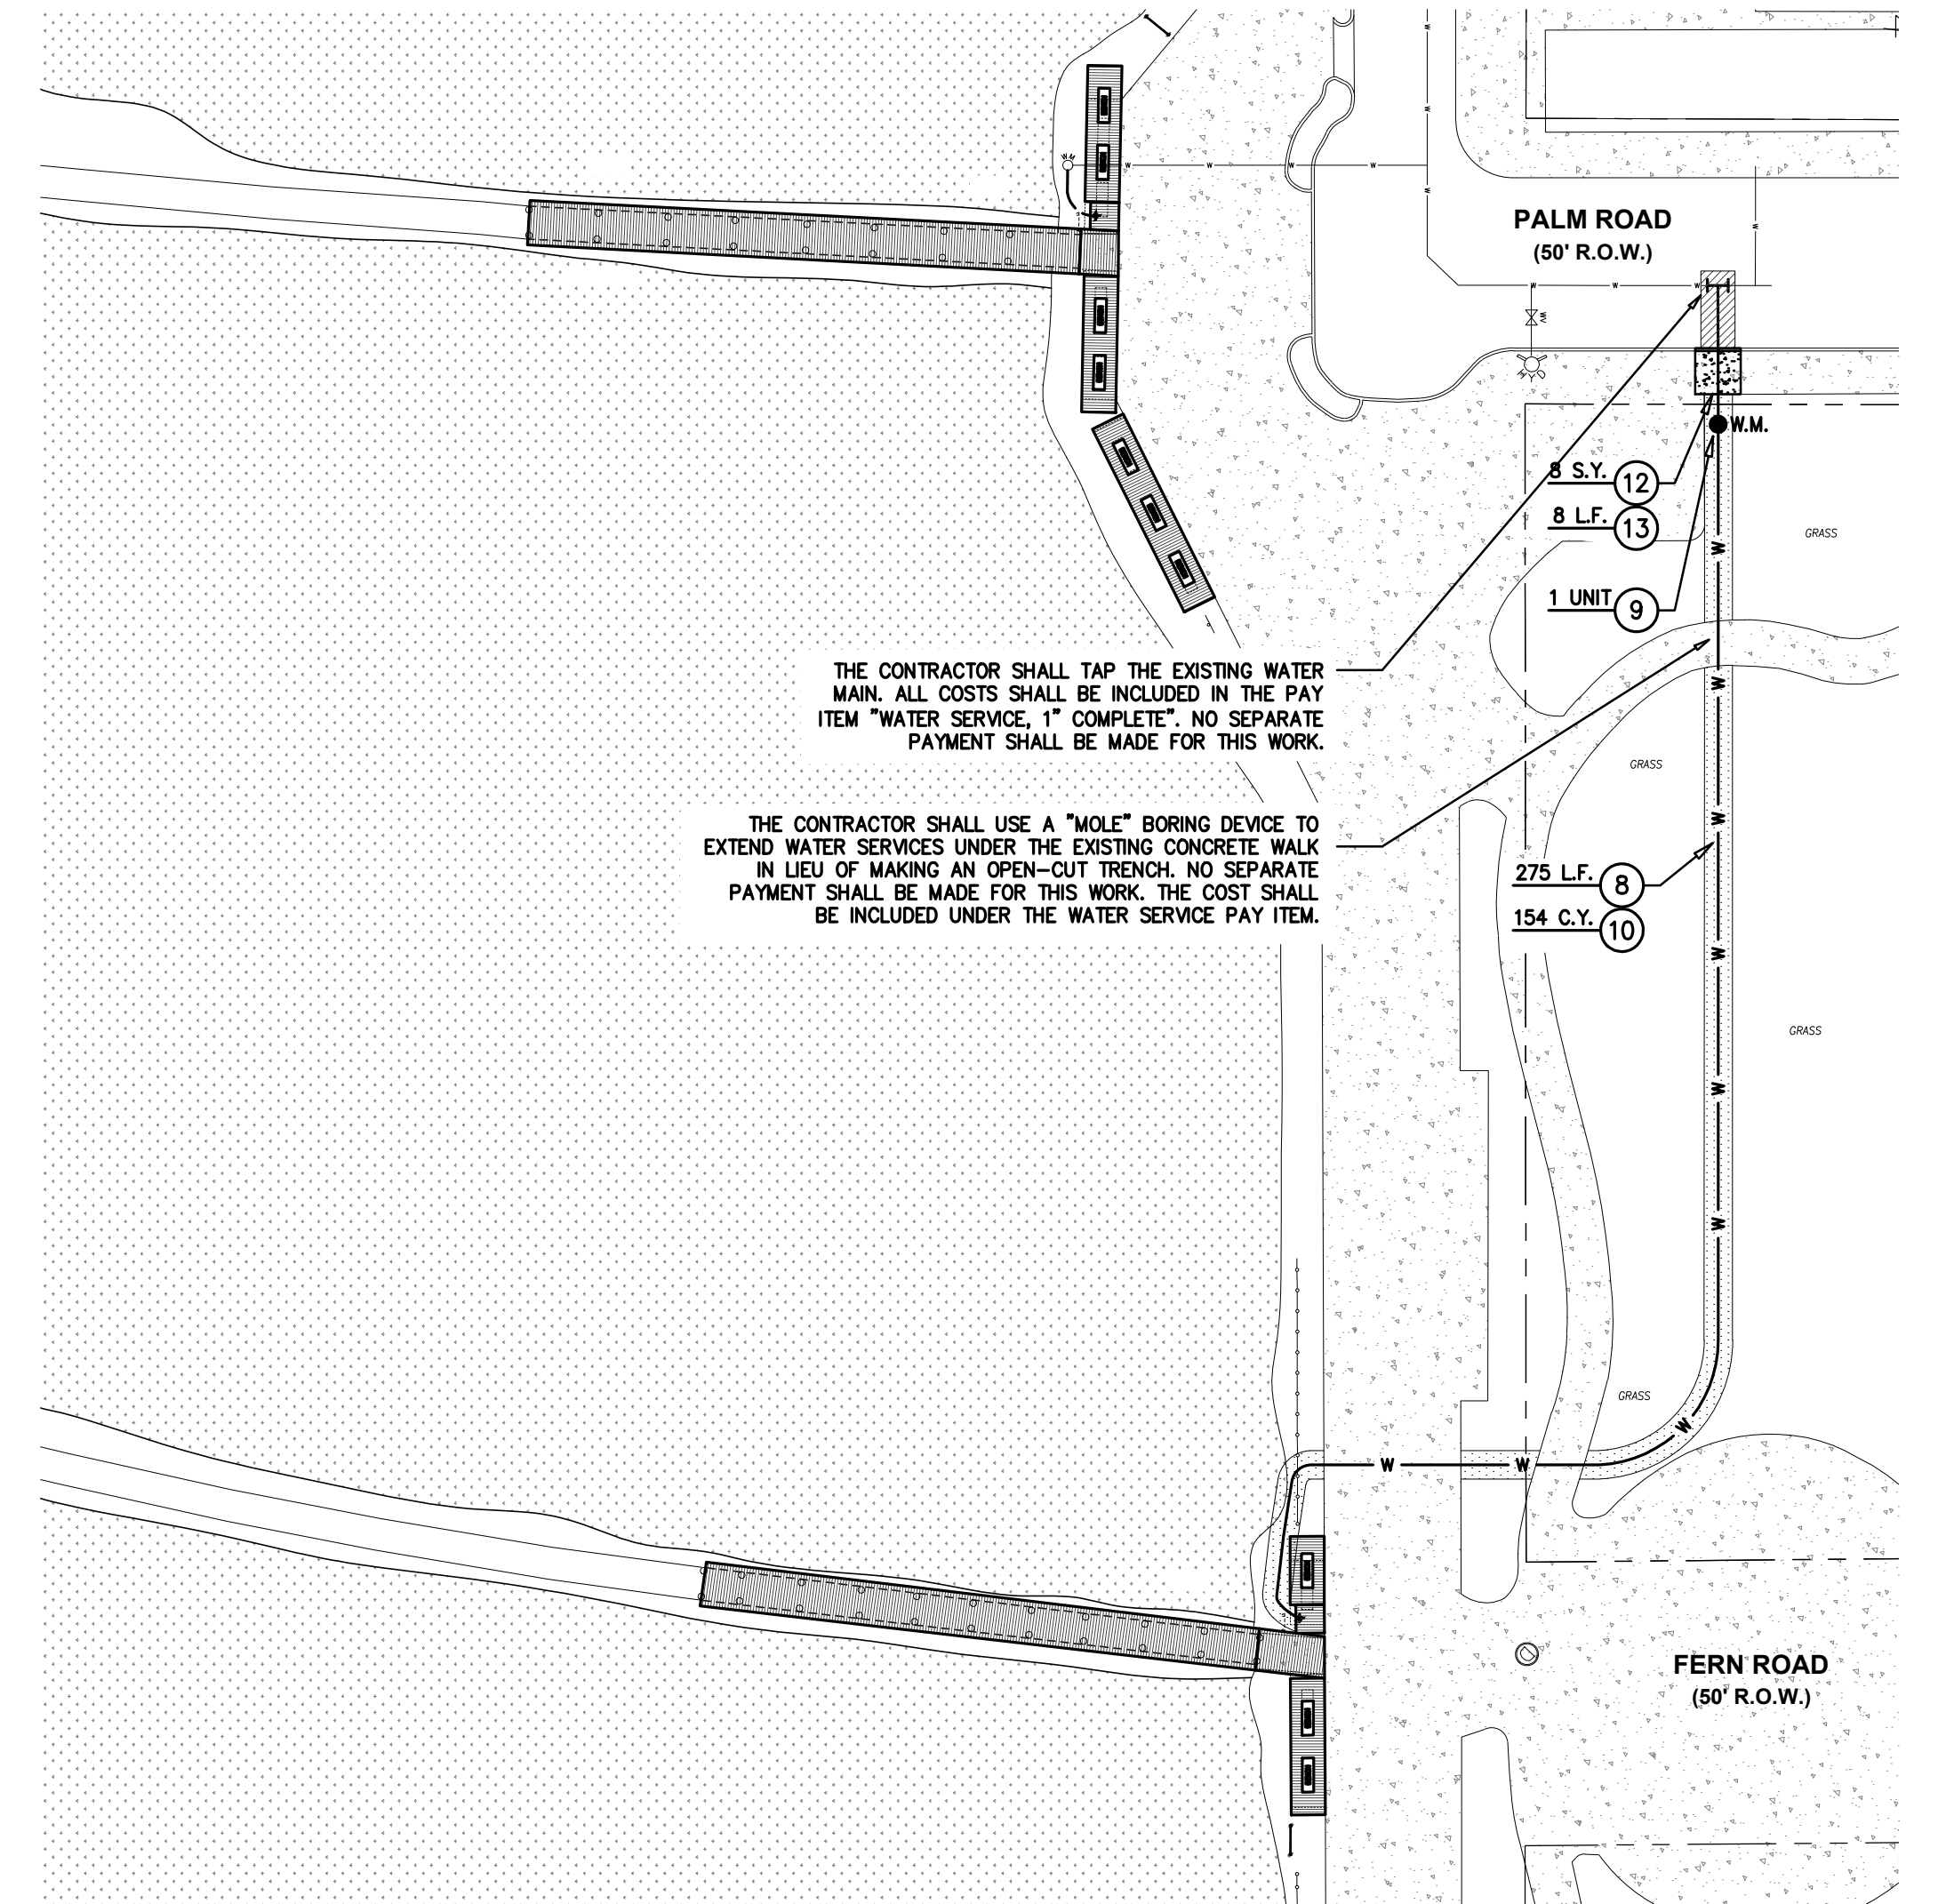 W.M.
W
W
W
W
W
PALM ROAD
(50' R.O.W.)
W
W
W
W
WV
HYD
W.M.
8 S.Y. 12
8 L.F. 13
W
GRASS
1 UNIT 9
THE CONTRACTOR SHALL TAP THE EXISTING WATER
MAIN. ALL COSTS SHALL BE INCLUDED IN THE PAY
ITEM "WATER SERVICE, 1" COMPLETE". NO SEPARATE
PAYMENT SHALL BE MADE FOR THIS WORK.
W
GRASS
THE CONTRACTOR SHALL USE A "MOLE" BORING DEVICE TO
EXTEND WATER SERVICES UNDER THE EXISTING CONCRETE WALK
IN LIEU OF MAKING AN OPEN-CUT TRENCH. NO SEPARATE
PAYMENT SHALL BE MADE FOR THIS WORK. THE COST SHALL
BE INCLUDED UNDER THE WATER SERVICE PAY ITEM.
W
275 L.F. 8
154 C.Y. 10
W
GRASS
W
W
GRASS
W
W
W
D
FERN ROAD
(50' R.O.W.)